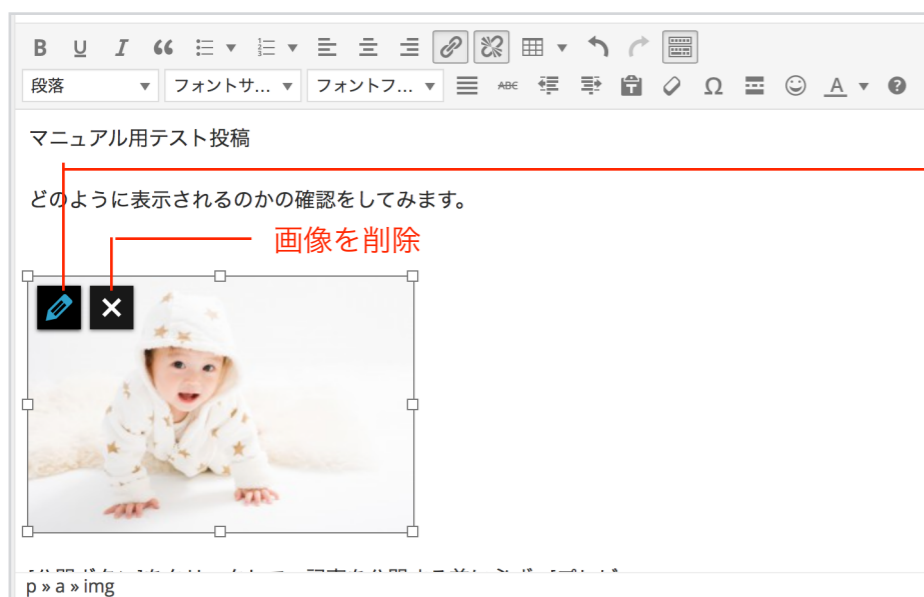 段落 フォントサ... フォントフ... ABC Ω A
マニュアル用テスト投稿
どのように表示されるのかの確認をしてみます。
画像を削除
p » a » img